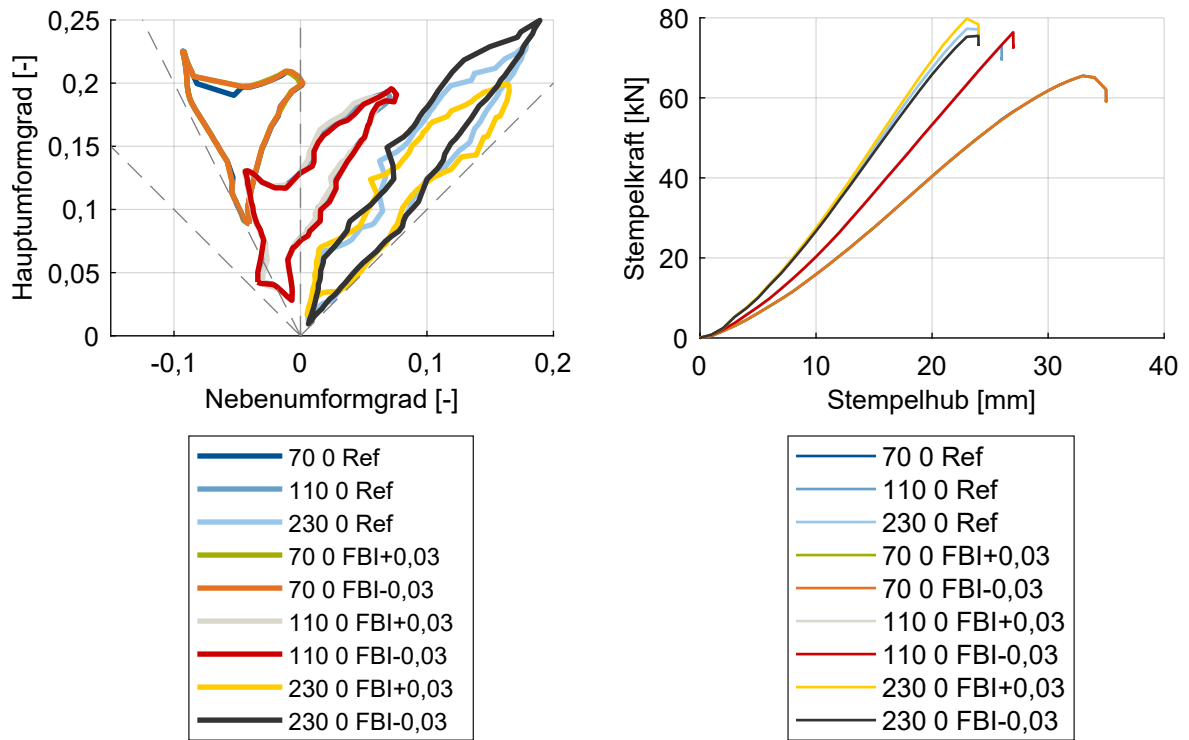 0,25
0,2
0,15
0,1
0,05
0
-0,1
0
0,1
0,2
Hauptumformgrad [-]
Nebenumformgrad [-]
70 0 Ref
110 0 Ref
230 0 Ref
70 0 FBI+0,03
70 0 FBI-0,03
110 0 FBI+0,03
110 0 FBI-0,03
230 0 FBI+0,03
230 0 FBI-0,03
80
60
40
20
0
0
10
20
30
40
Stempelkraft [kN]
Stempelhub [mm]
70 0 Ref
110 0 Ref
230 0 Ref
70 0 FBI+0,03
70 0 FBI-0,03
110 0 FBI+0,03
110 0 FBI-0,03
230 0 FBI+0,03
230 0 FBI-0,03